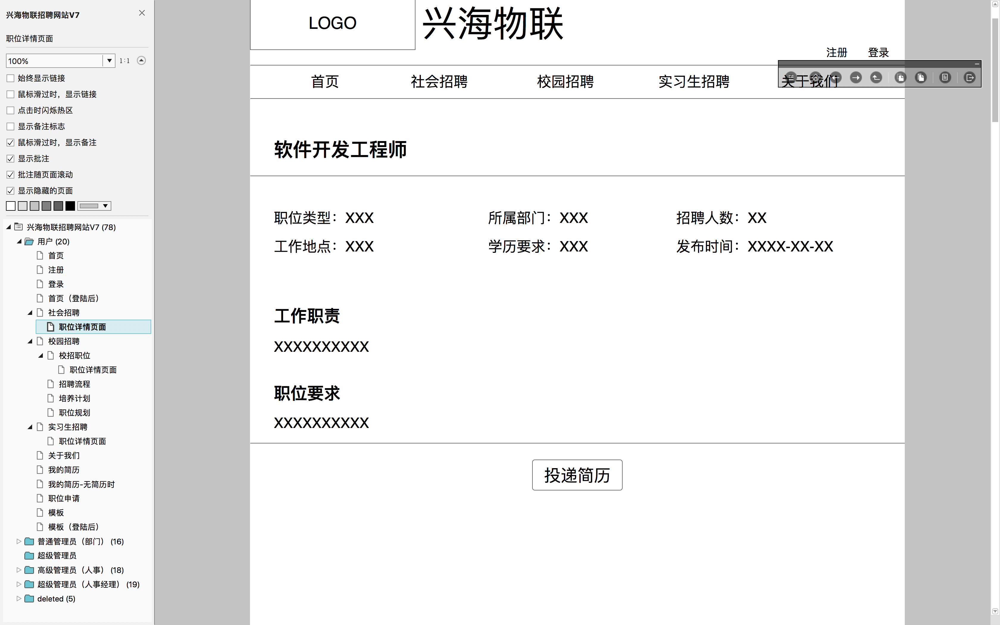 兴海物联招聘网站V7
职位详情页面
100%
1:1
始终显示链接
鼠标滑过时，显示链接
点击时闪烁热区
显示备注标志
鼠标滑过时，显示备注
显示批注
批注随页面滚动
显示隐藏的页面
兴海物联招聘网站V7 (78)
用户 (20)
首页
注册
登录
首页（登陆后）
社会招聘
职位详情页面
校园招聘
校招职位
职位详情页面
招聘流程
培养计划
职位规划
实习生招聘
职位详情页面
关于我们
我的简历
我的简历-无简历时
职位申请
模板
模板（登陆后）
普通管理员（部门） (16)
超级管理员
高级管理员（人事） (18)
超级管理员（人事经理） (19)
deleted (5)
LOGO
兴海物联
注册 登录
首页 社会招聘 校园招聘 实习生招聘 关于我们
软件开发工程师
职位类型：XXX 所属部门：XXX 招聘人数：XX
工作地点：XXX 学历要求：XXX 发布时间：XXXX-XX-XX
工作职责
XXXXXXXXXX
职位要求
XXXXXXXXXX
投递简历